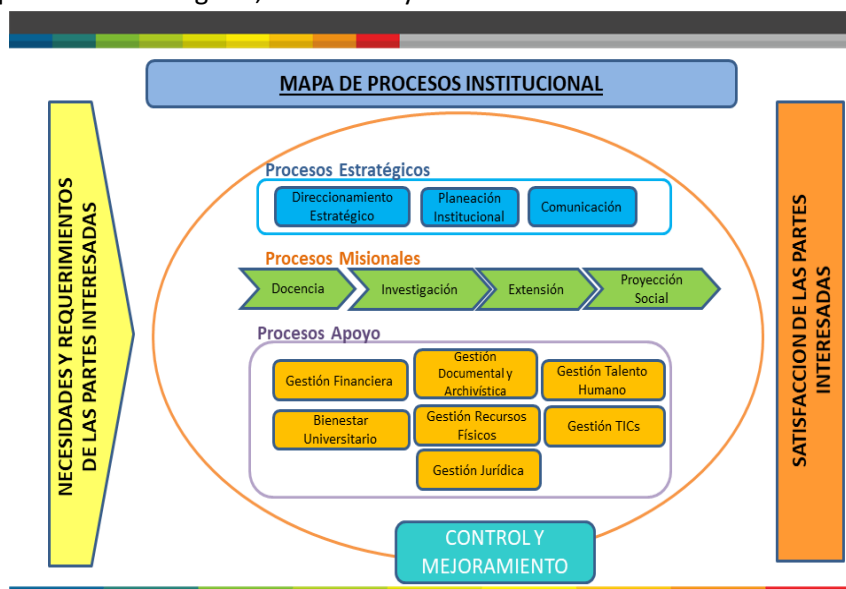 MAPA DE PROCESOS INSTITUCIONAL
NECESIDADES Y REQUERIMIENTOS
DE LAS PARTES INTERESADAS
Procesos Estratégicos
Direccionamiento
Estratégico
Planeación
Institucional
Comunicación
Procesos Misionales
Docencia
Investigación
Extensión
Proyección
Social
Procesos Apoyo
Gestión Financiera
Gestión
Documental y
Archivística
Gestión Talento
Humano
Bienestar
Universitario
Gestión Recursos
Físicos
Gestión TICs
Gestión Jurídica
CONTROL Y
MEJORAMIENTO
SATISFACCION DE LAS PARTES
INTERESADAS